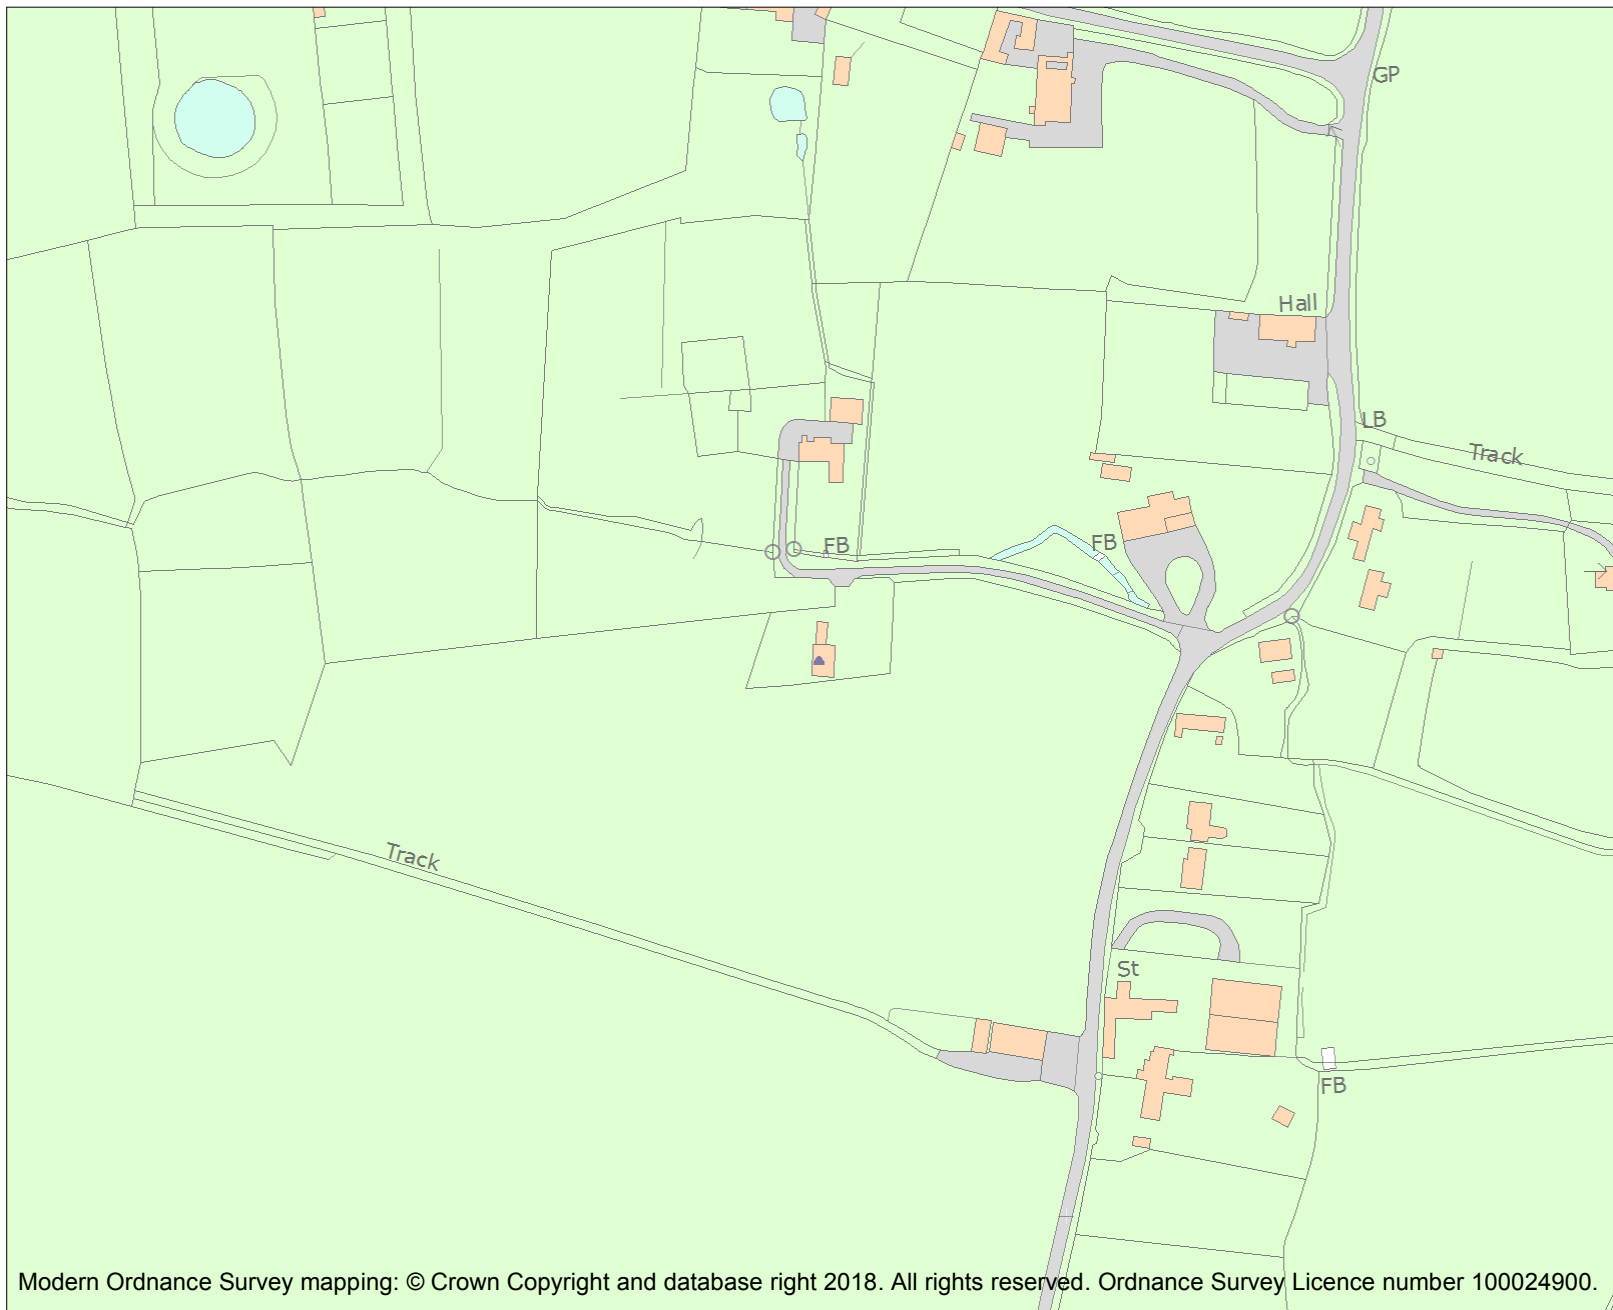 GP
Hall
LB
Track
FB
FB
Track
St
FB
Modern Ordnance Survey mapping: © Crown Copyright and database right 2018. All rights reserved. Ordnance Survey Licence number 100024900.